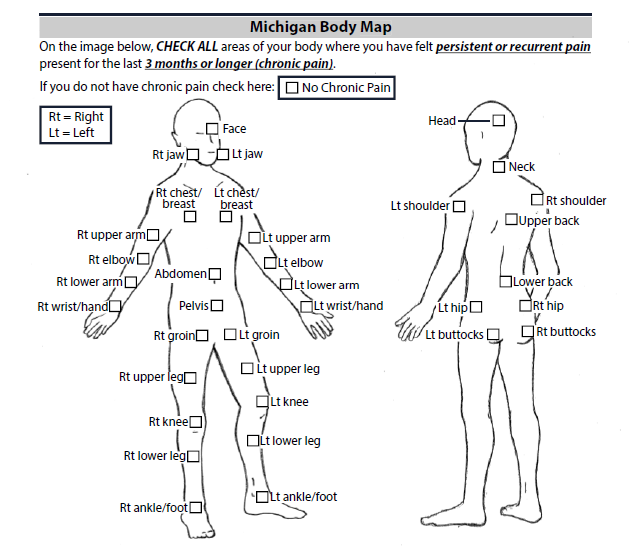 Michigan Body Map
On the image below, CHECK ALL areas of your body where you have felt persistent or recurrent pain
present for the last 3 months or longer (chronic pain).
If you do not have chronic pain check here:
No Chronic Pain
Rt = Right
Lt = Left
Face
Rt jaw
Lt jaw
Rt chest/
breast
Lt chest/
breast
Rt upper arm
Lt upper arm
Rt elbow
Lt elbow
Abdomen
Rt lower arm
Lt lower arm
Rt wrist/hand
Pelvis
Lt wrist/hand
Rt groin
Lt groin
Rt upper leg
Lt upper leg
Lt knee
Rt knee
Lt lower leg
Rt lower leg
Lt ankle/foot
Rt ankle/foot
Head
Neck
Lt shoulder
Rt shoulder
Upper back
Lower back
Lt hip
Rt hip
Lt buttocks
Rt buttocks